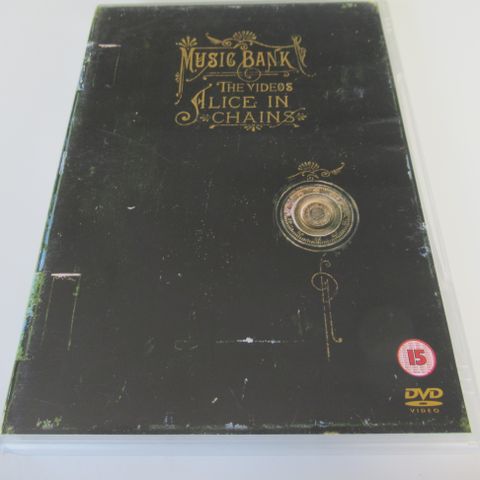 MUSIC BANK
THE VIDEOS
ALICE IN
CHAINS
15
DVD
VIDEO